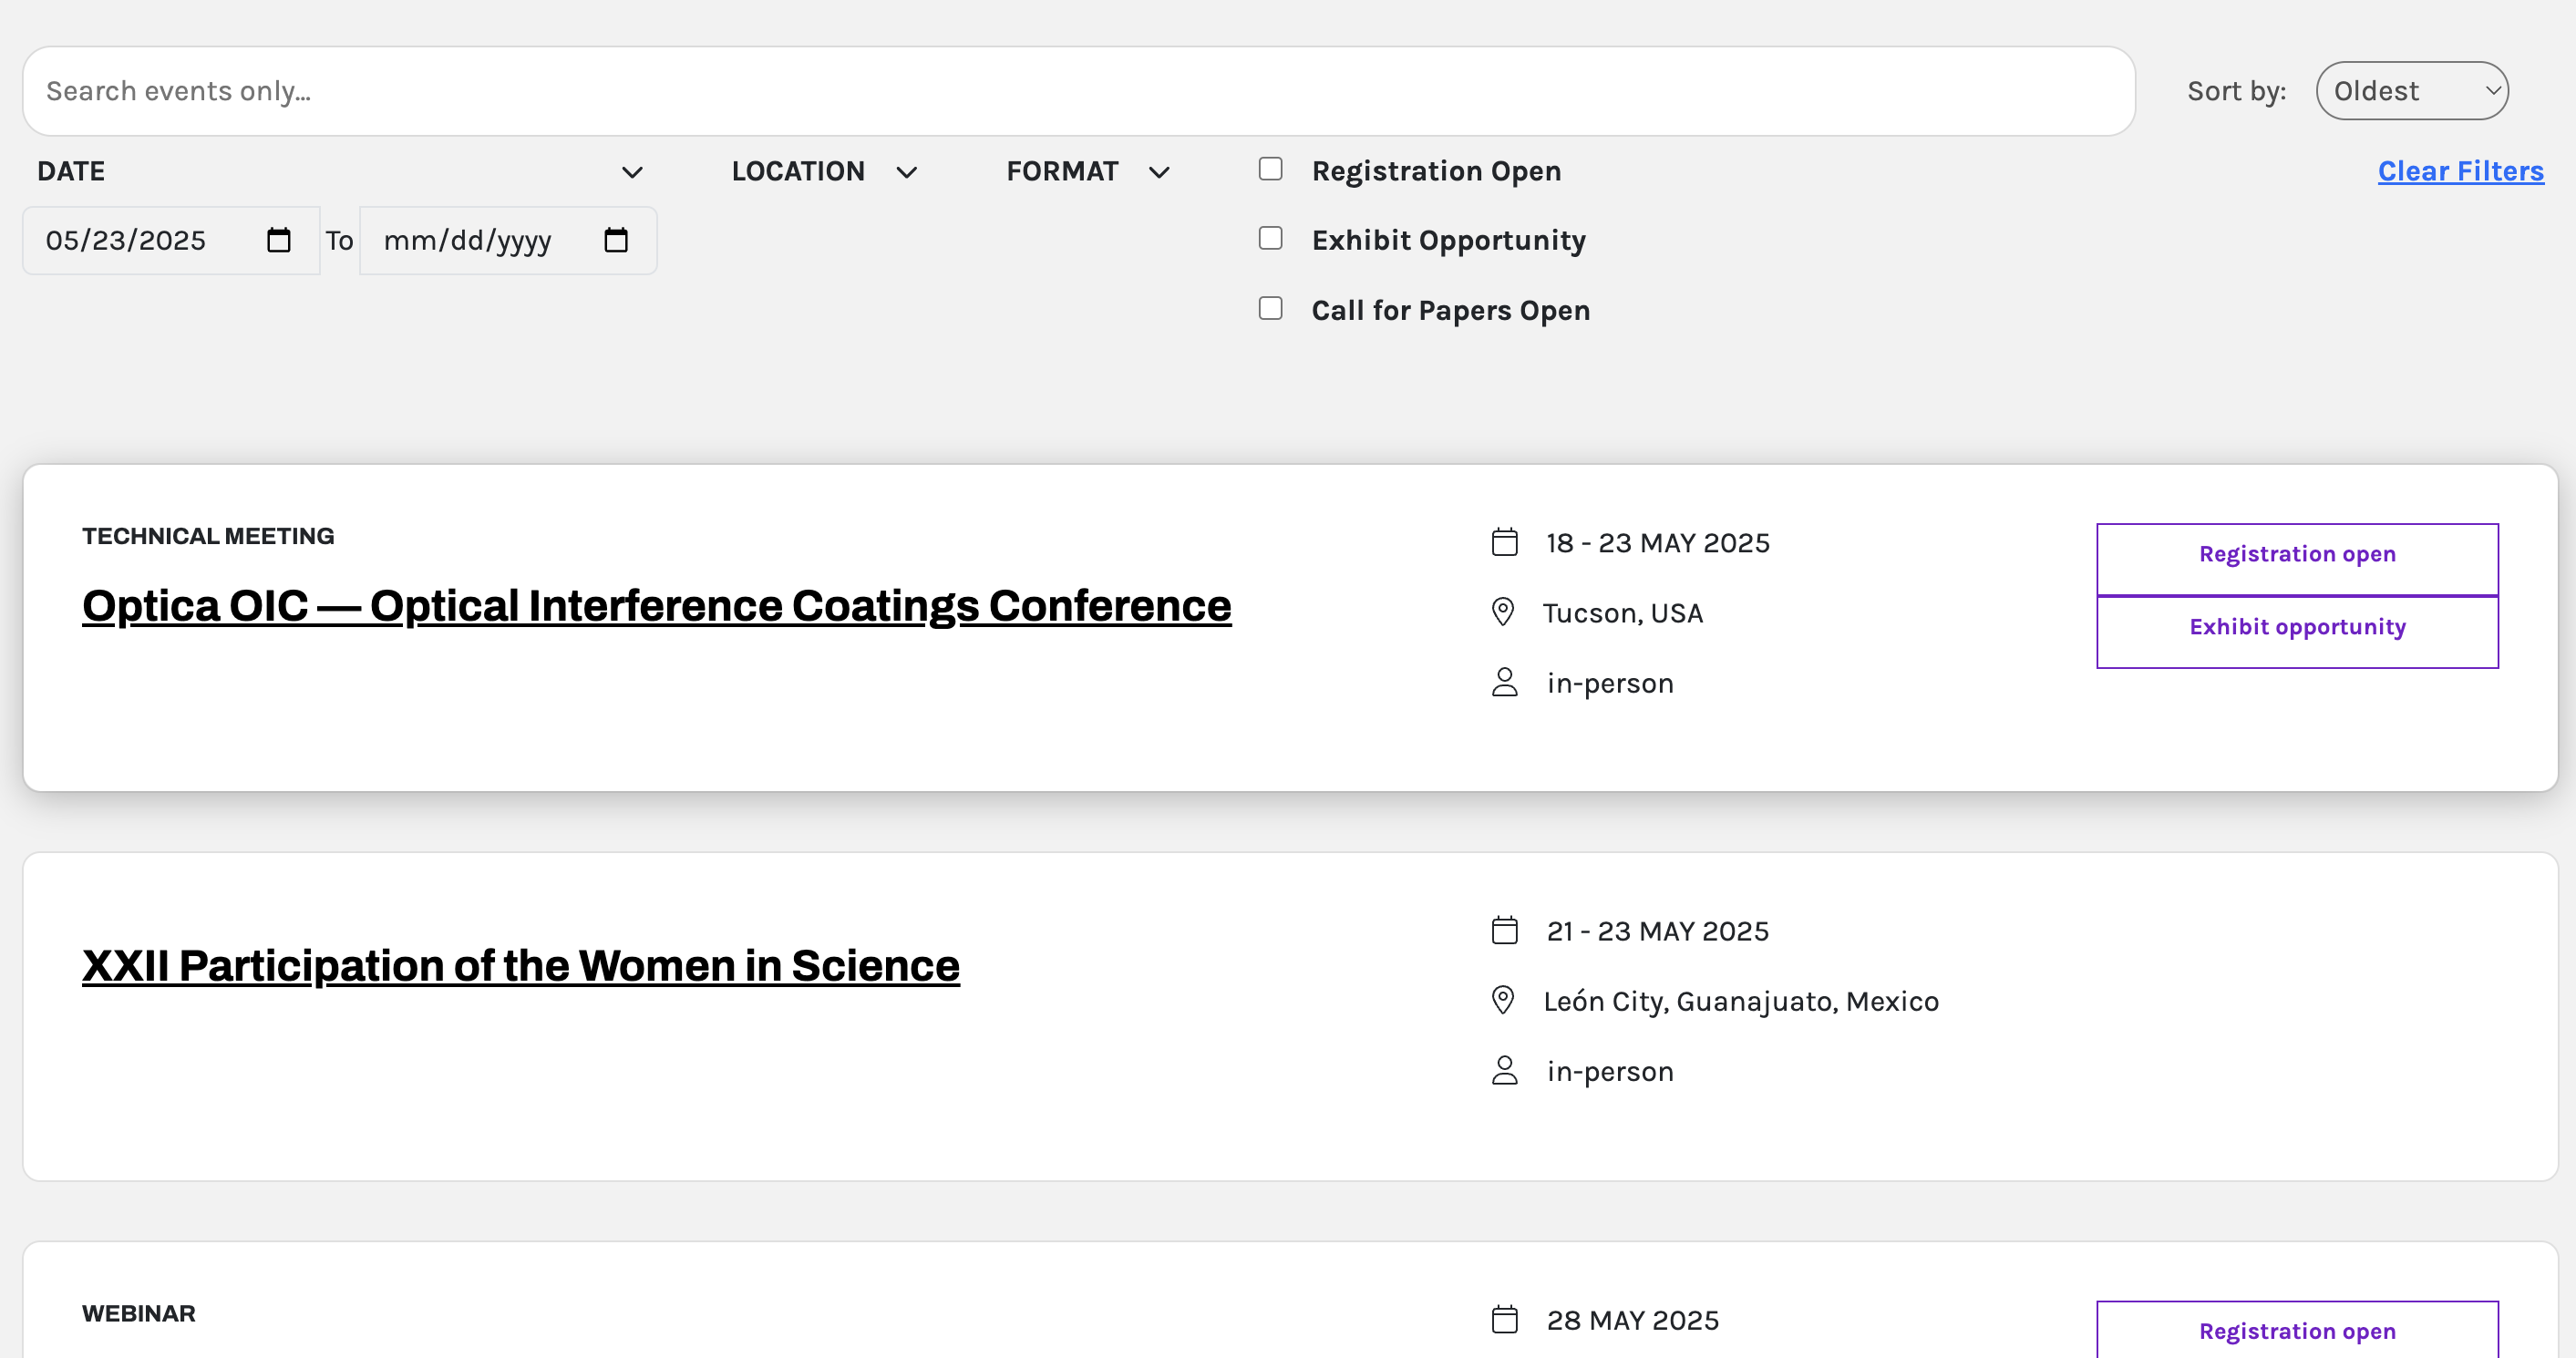 Search events only...
Sort by: Oldest
DATE LOCATION FORMAT Registration Open Clear Filters
05/23/2025 To mm/dd/yyyy Exhibit Opportunity
Call for Papers Open
TECHNICAL MEETING
Optica OIC — Optical Interference Coatings Conference
18 - 23 MAY 2025
Tucson, USA
in-person
Registration open
Exhibit opportunity
XXII Participation of the Women in Science
21 - 23 MAY 2025
León City, Guanajuato, Mexico
in-person
WEBINAR
28 MAY 2025
Registration open